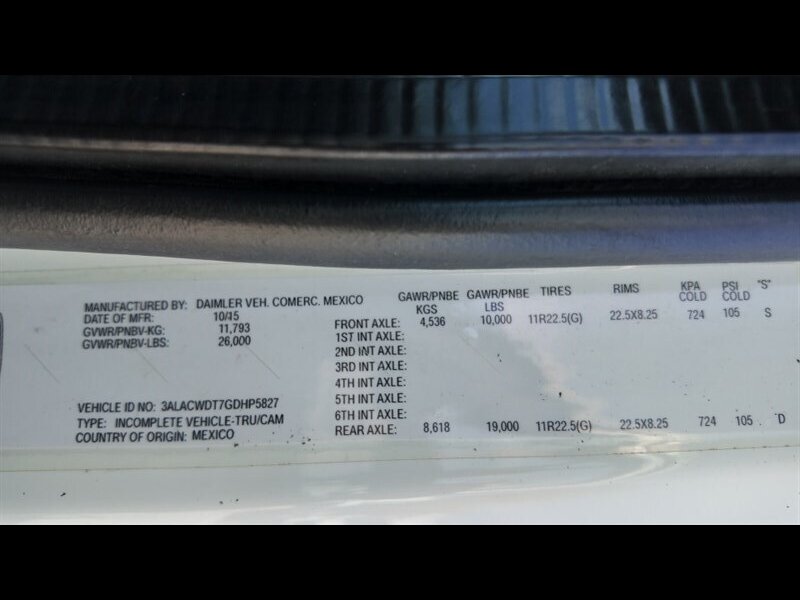 MANUFACTURED BY: DAIMLER VEH. COMERC. MEXICO
DATE OF MFR: 10/45
GVWR/PNBV-KG: 11,793
GVWR/PNBV-LBS: 26,000
VEHICLE ID NO: 3ALACWDT7GDHP5827
TYPE: INCOMPLETE VEHICLE-TRU/CAM
COUNTRY OF ORIGIN: MEXICO
GAWR/PNBE KGS GAWR/PNBE LBS TIRES RIMS KPA COLD PSI COLD "S"
FRONT AXLE: 4,536 10,000 11R22.5(G) 22.5X8.25 724 105 S
1ST INT AXLE:
2ND INT AXLE:
3RD INT AXLE:
4TH INT AXLE:
5TH INT AXLE:
6TH INT AXLE:
REAR AXLE: 8,618 19,000 11R22.5(G) 22.5X8.25 724 105 D